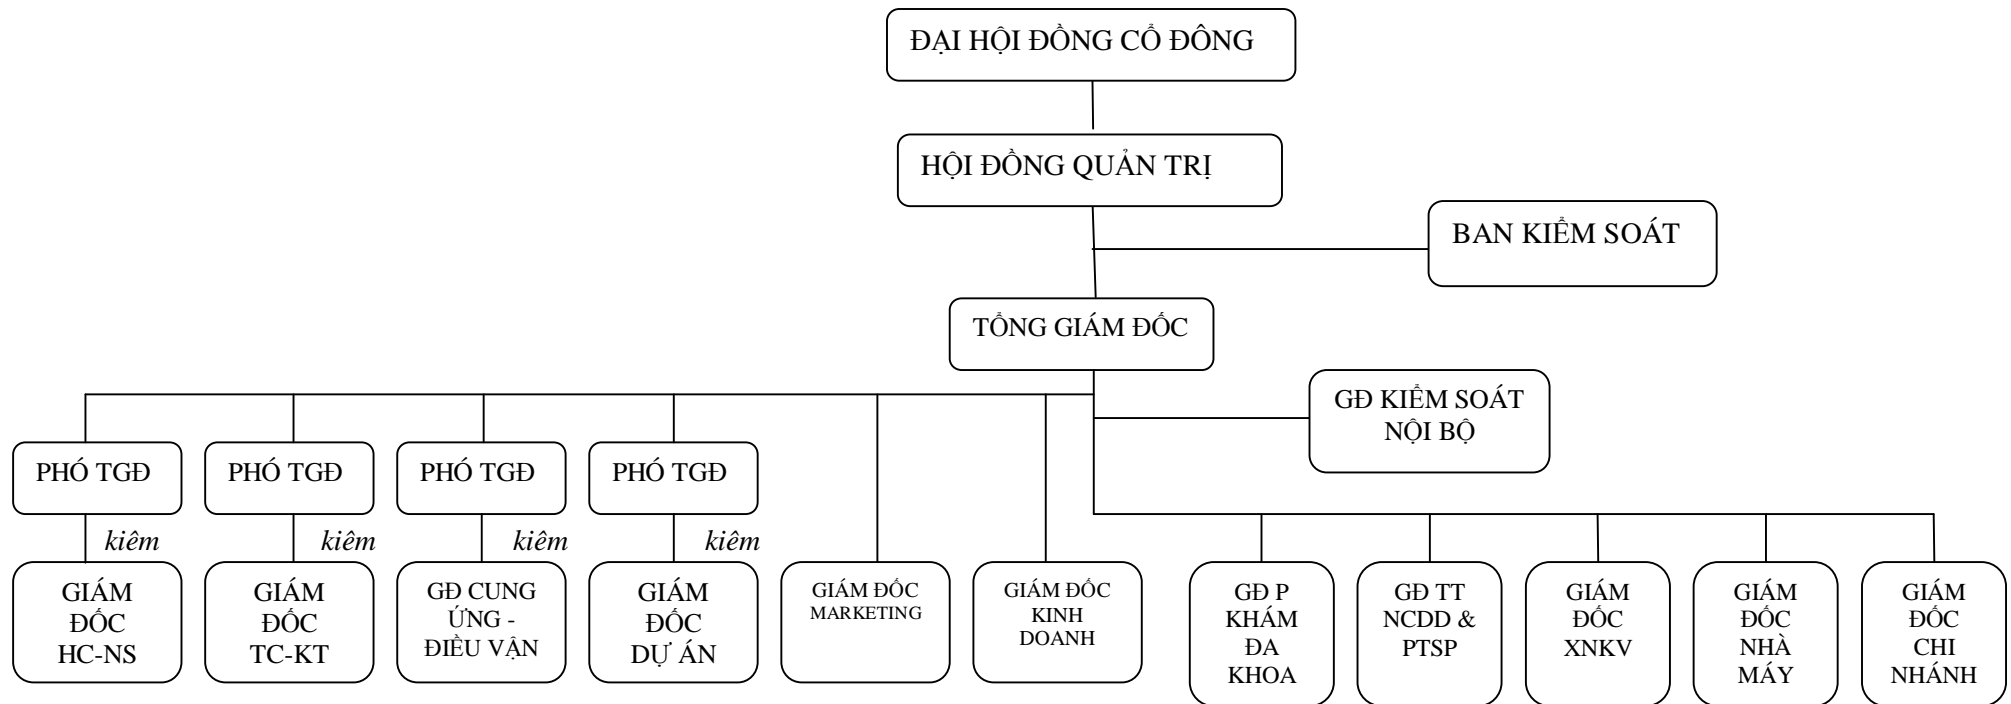 ĐẠI HỘI ĐỒNG CỔ ĐÔNG
HỘI ĐỒNG QUẢN TRỊ
BAN KIỂM SOÁT
TỔNG GIÁM ĐỐC
GĐ KIỂM SOÁT
NỘI BỘ
PHÓ TGĐ
PHÓ TGĐ
PHÓ TGĐ
PHÓ TGĐ
kiêm
kiêm
kiêm
kiêm
GIÁM
ĐỐC
HC-NS
GIÁM
ĐỐC
TC-KT
GĐ CUNG
ỨNG -
ĐIỀU VẬN
GIÁM
ĐỐC
DỰ ÁN
GIÁM ĐỐC
MARKETING
GIÁM ĐỐC
KINH
DOANH
GĐ P
KHÁM
ĐA
KHOA
GĐ TT
NCDD &
PTSP
GIÁM
ĐỐC
XNKV
GIÁM
ĐỐC
NHÀ
MÁY
GIÁM
ĐỐC
CHI
NHÁNH